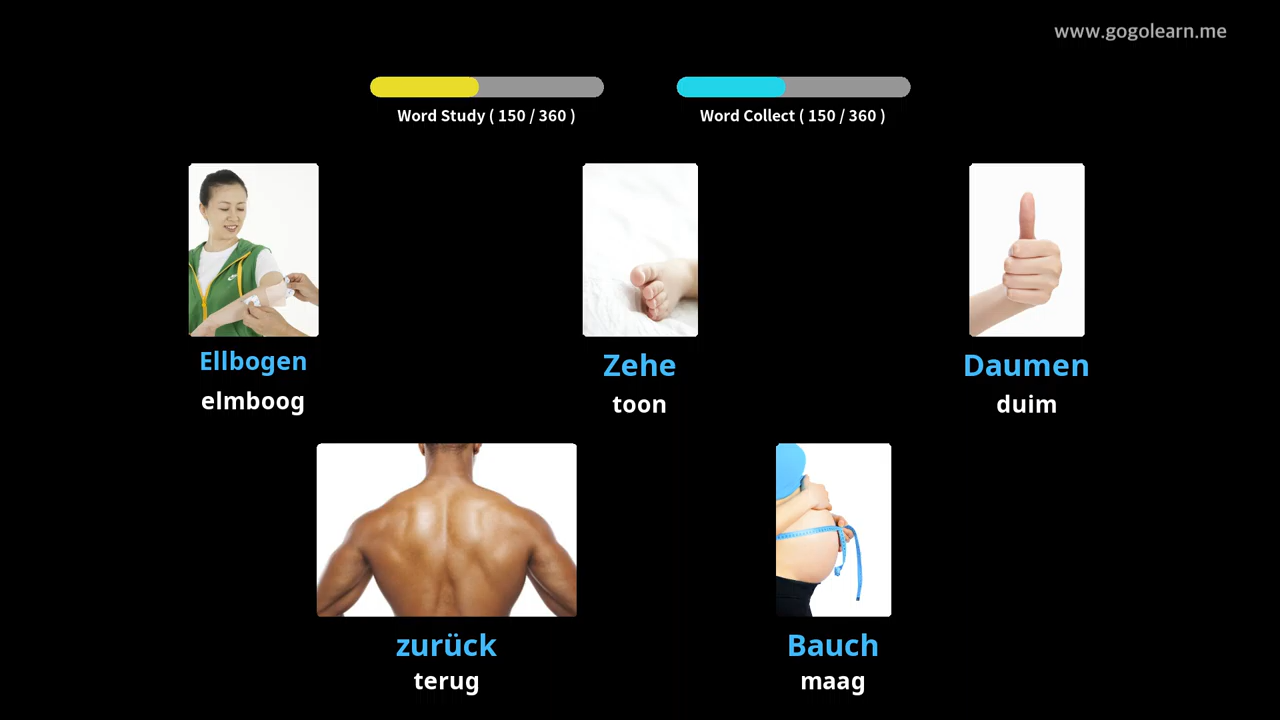 www.gogolearn.me
Word Study ( 150 / 360 )
Word Collect ( 150 / 360 )
Ellbogen
elmboog
Zehe
toon
Daumen
duim
zurück
terug
Bauch
maag